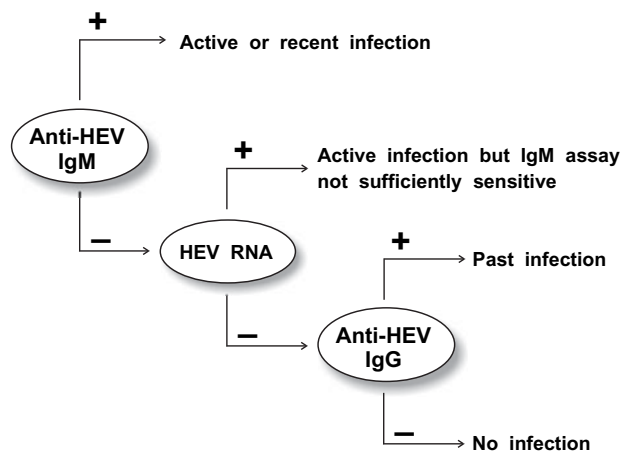 +
Active or recent infection
Anti-HEV
IgM
+
Active infection but IgM assay
not sufficiently sensitive
−
HEV RNA
+
Past infection
−
Anti-HEV
IgG
−
No infection